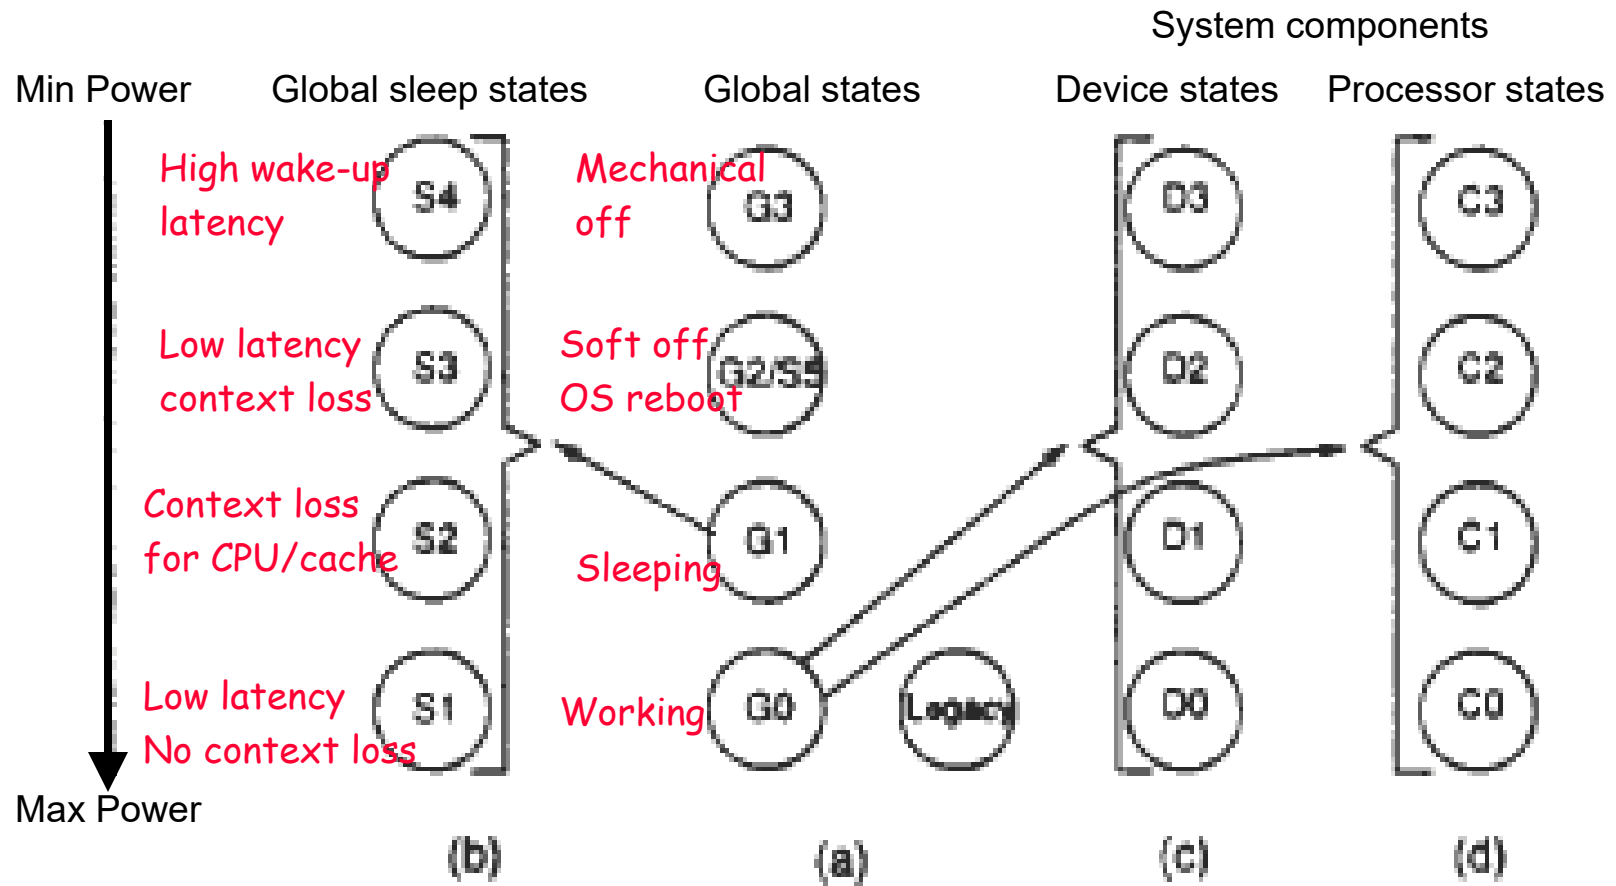 System components
Min Power
Global sleep states
Global states
Device states
Processor states
High wake-up
latency
S4
Mechanical
off
G3
D3
C3
Low latency
context loss
S3
Soft off
OS reboot
G2/S5
D2
C2
Context loss
for CPU/cache
S2
Sleeping
G1
D1
C1
Low latency
No context loss
S1
Working
G0
Legacy
D0
C0
Max Power
(b)
(a)
(c)
(d)